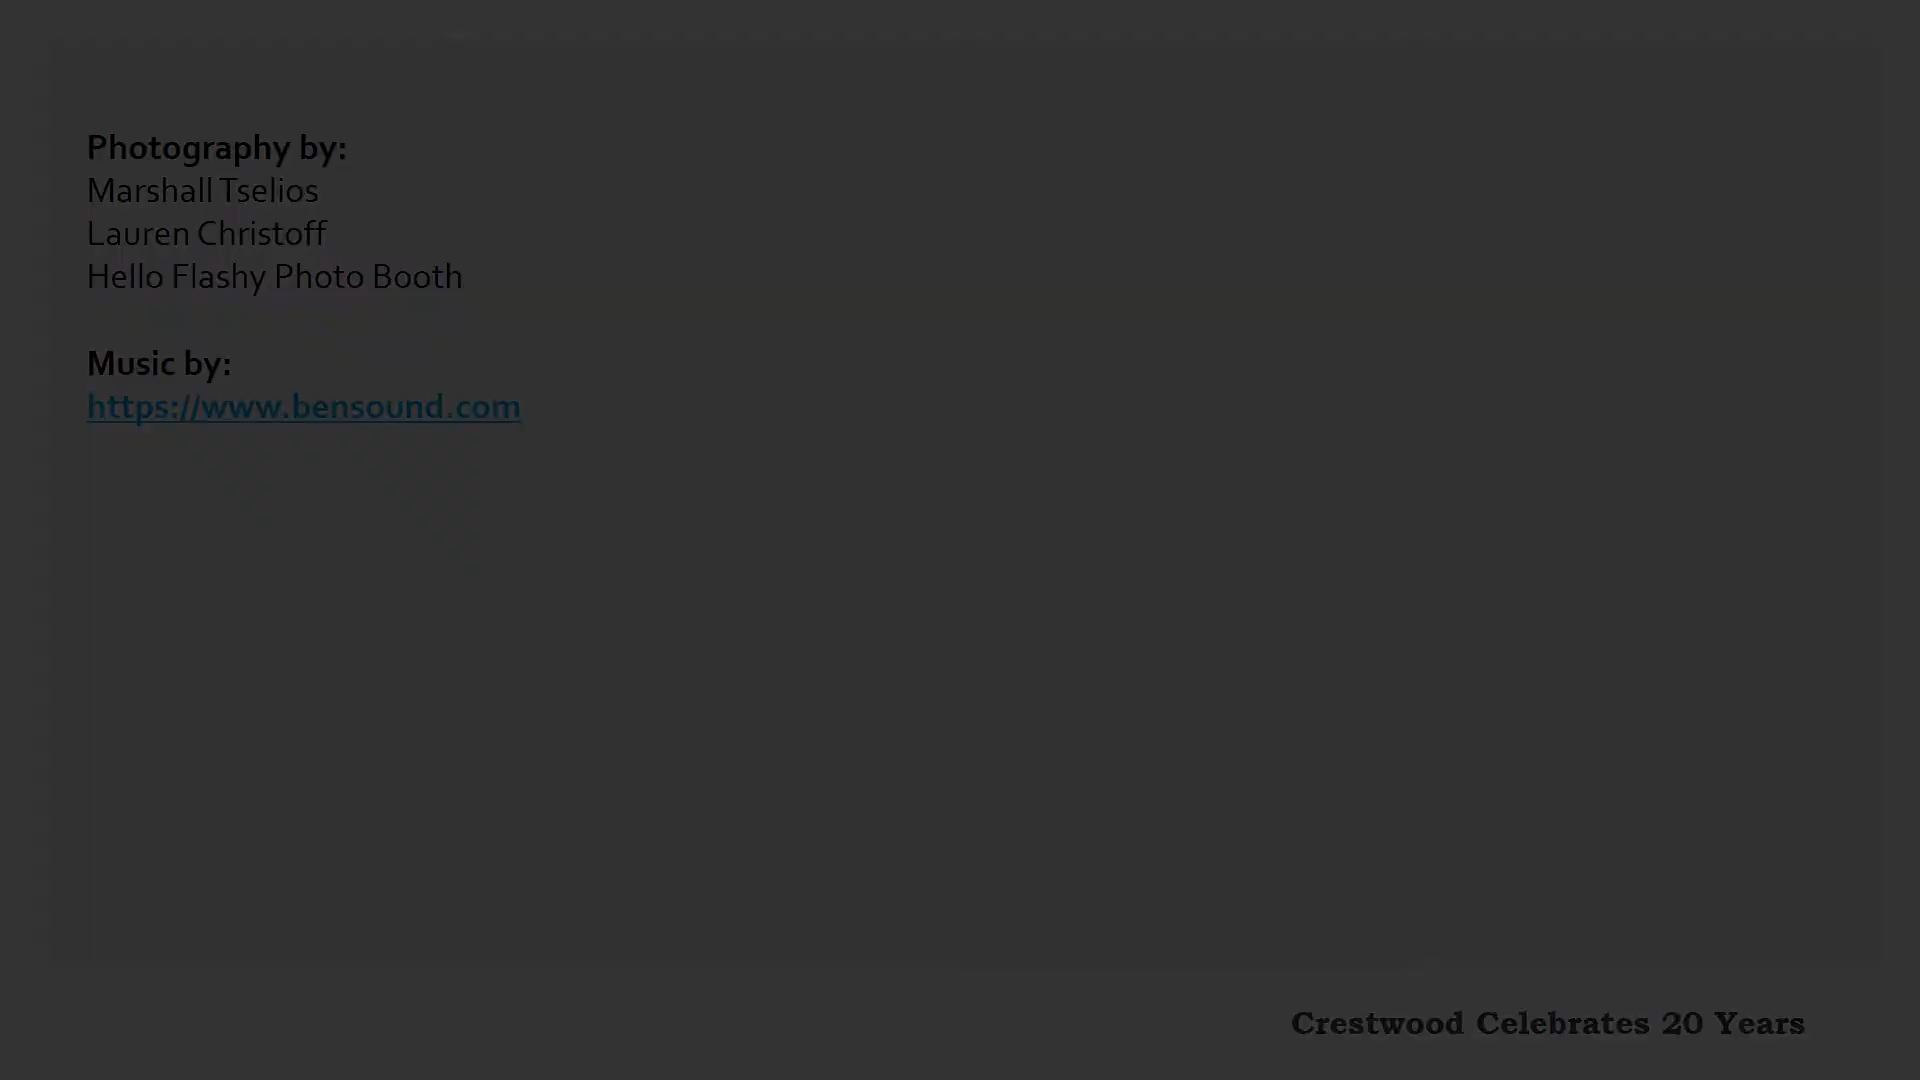 Photography by:
Marshall Tselios
Lauren Christoff
Hello Flashy Photo Booth
Music by:
https://www.bensound.com
Crestwood Celebrates 20 Years